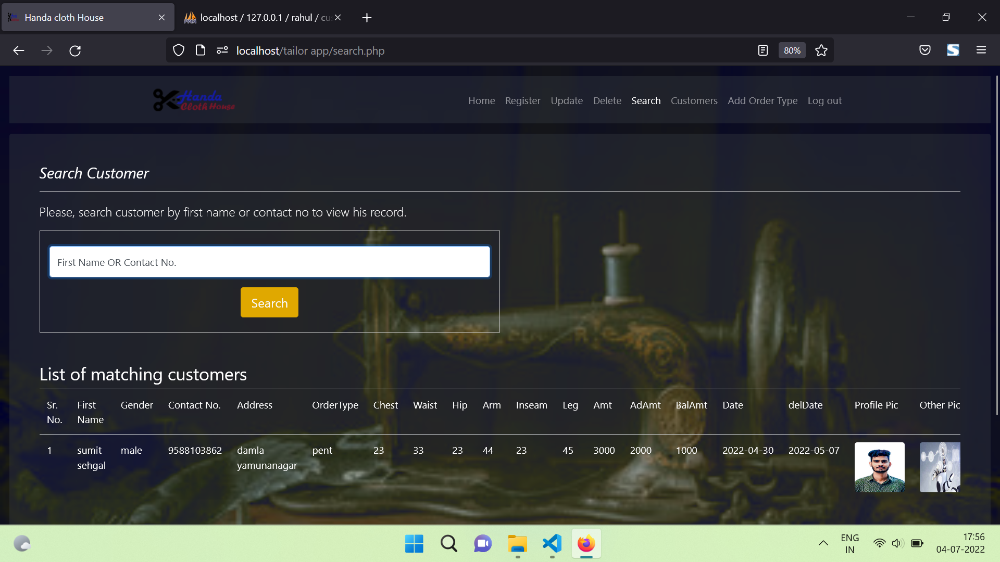 Handa cloth House
localhost / 127.0.0.1 / rahul / cu
localhost/tailor app/search.php
80%
Handa
Cloth House
Home Register Update Delete Search Customers Add Order Type Log out
Search Customer
Please, search customer by first name or contact no to view his record.
First Name OR Contact No.
Search
List of matching customers
Sr. No. First Name Gender Contact No. Address OrderType Chest Waist Hip Arm Inseam Leg Amt AdAmt BalAmt Date delDate Profile Pic Other Pic
1 sumit sehgal male 9588103862 damla yamunanagar pent 23 33 23 44 23 45 3000 2000 1000 2022-04-30 2022-05-07
ENG
IN
17:56
04-07-2022